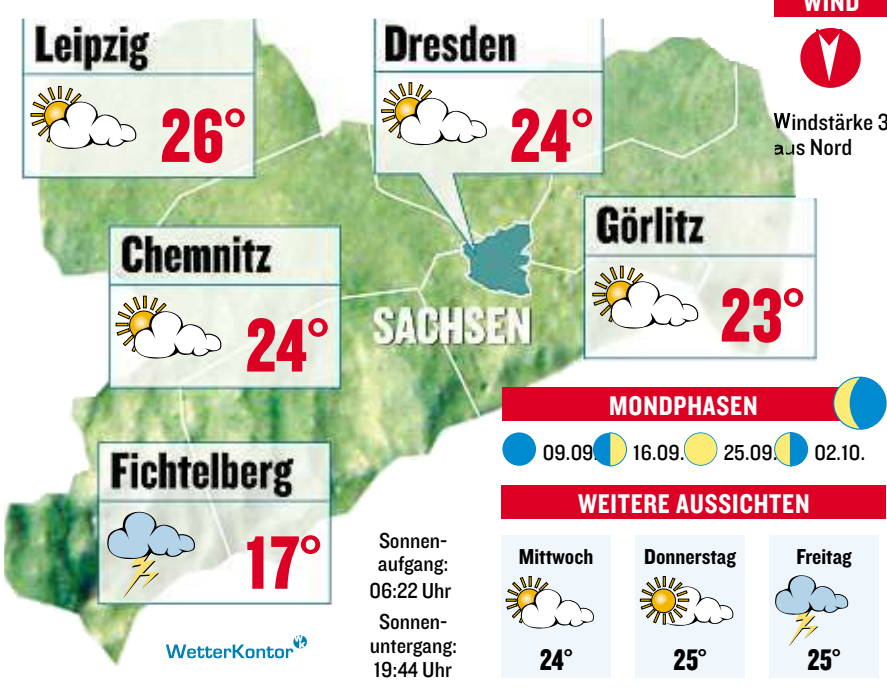 WIND
Leipzig
26°
Dresden
24°
Windstärke 3
aus Nord
Chemnitz
24°
Görlitz
23°
SACHSEN
Fichtelberg
17°
MONDPHASEN
09.09. 16.09. 25.09. 02.10.
WEITERE AUSSICHTEN
Mittwoch
24°
Donnerstag
25°
Freitag
25°
Sonnen-
aufgang:
06:22 Uhr
Sonnen-
untergang:
19:44 Uhr
WetterKontor